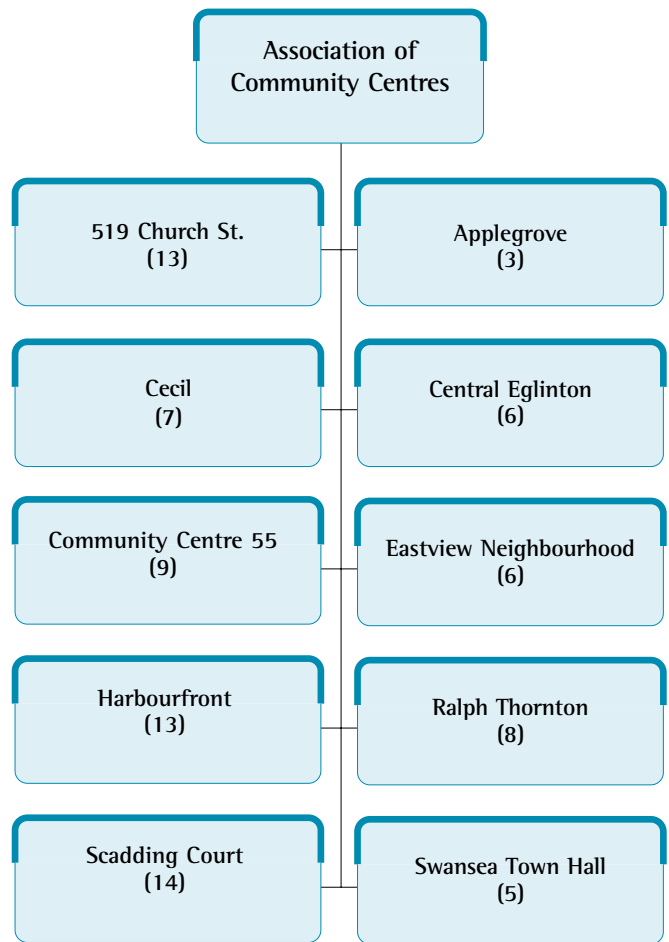 Association of
Community Centres
519 Church St.
(13)
Applegrove
(3)
Cecil
(7)
Central Eglinton
(6)
Community Centre 55
(9)
Eastview Neighbourhood
(6)
Harbourfront
(13)
Ralph Thornton
(8)
Scadding Court
(14)
Swansea Town Hall
(5)